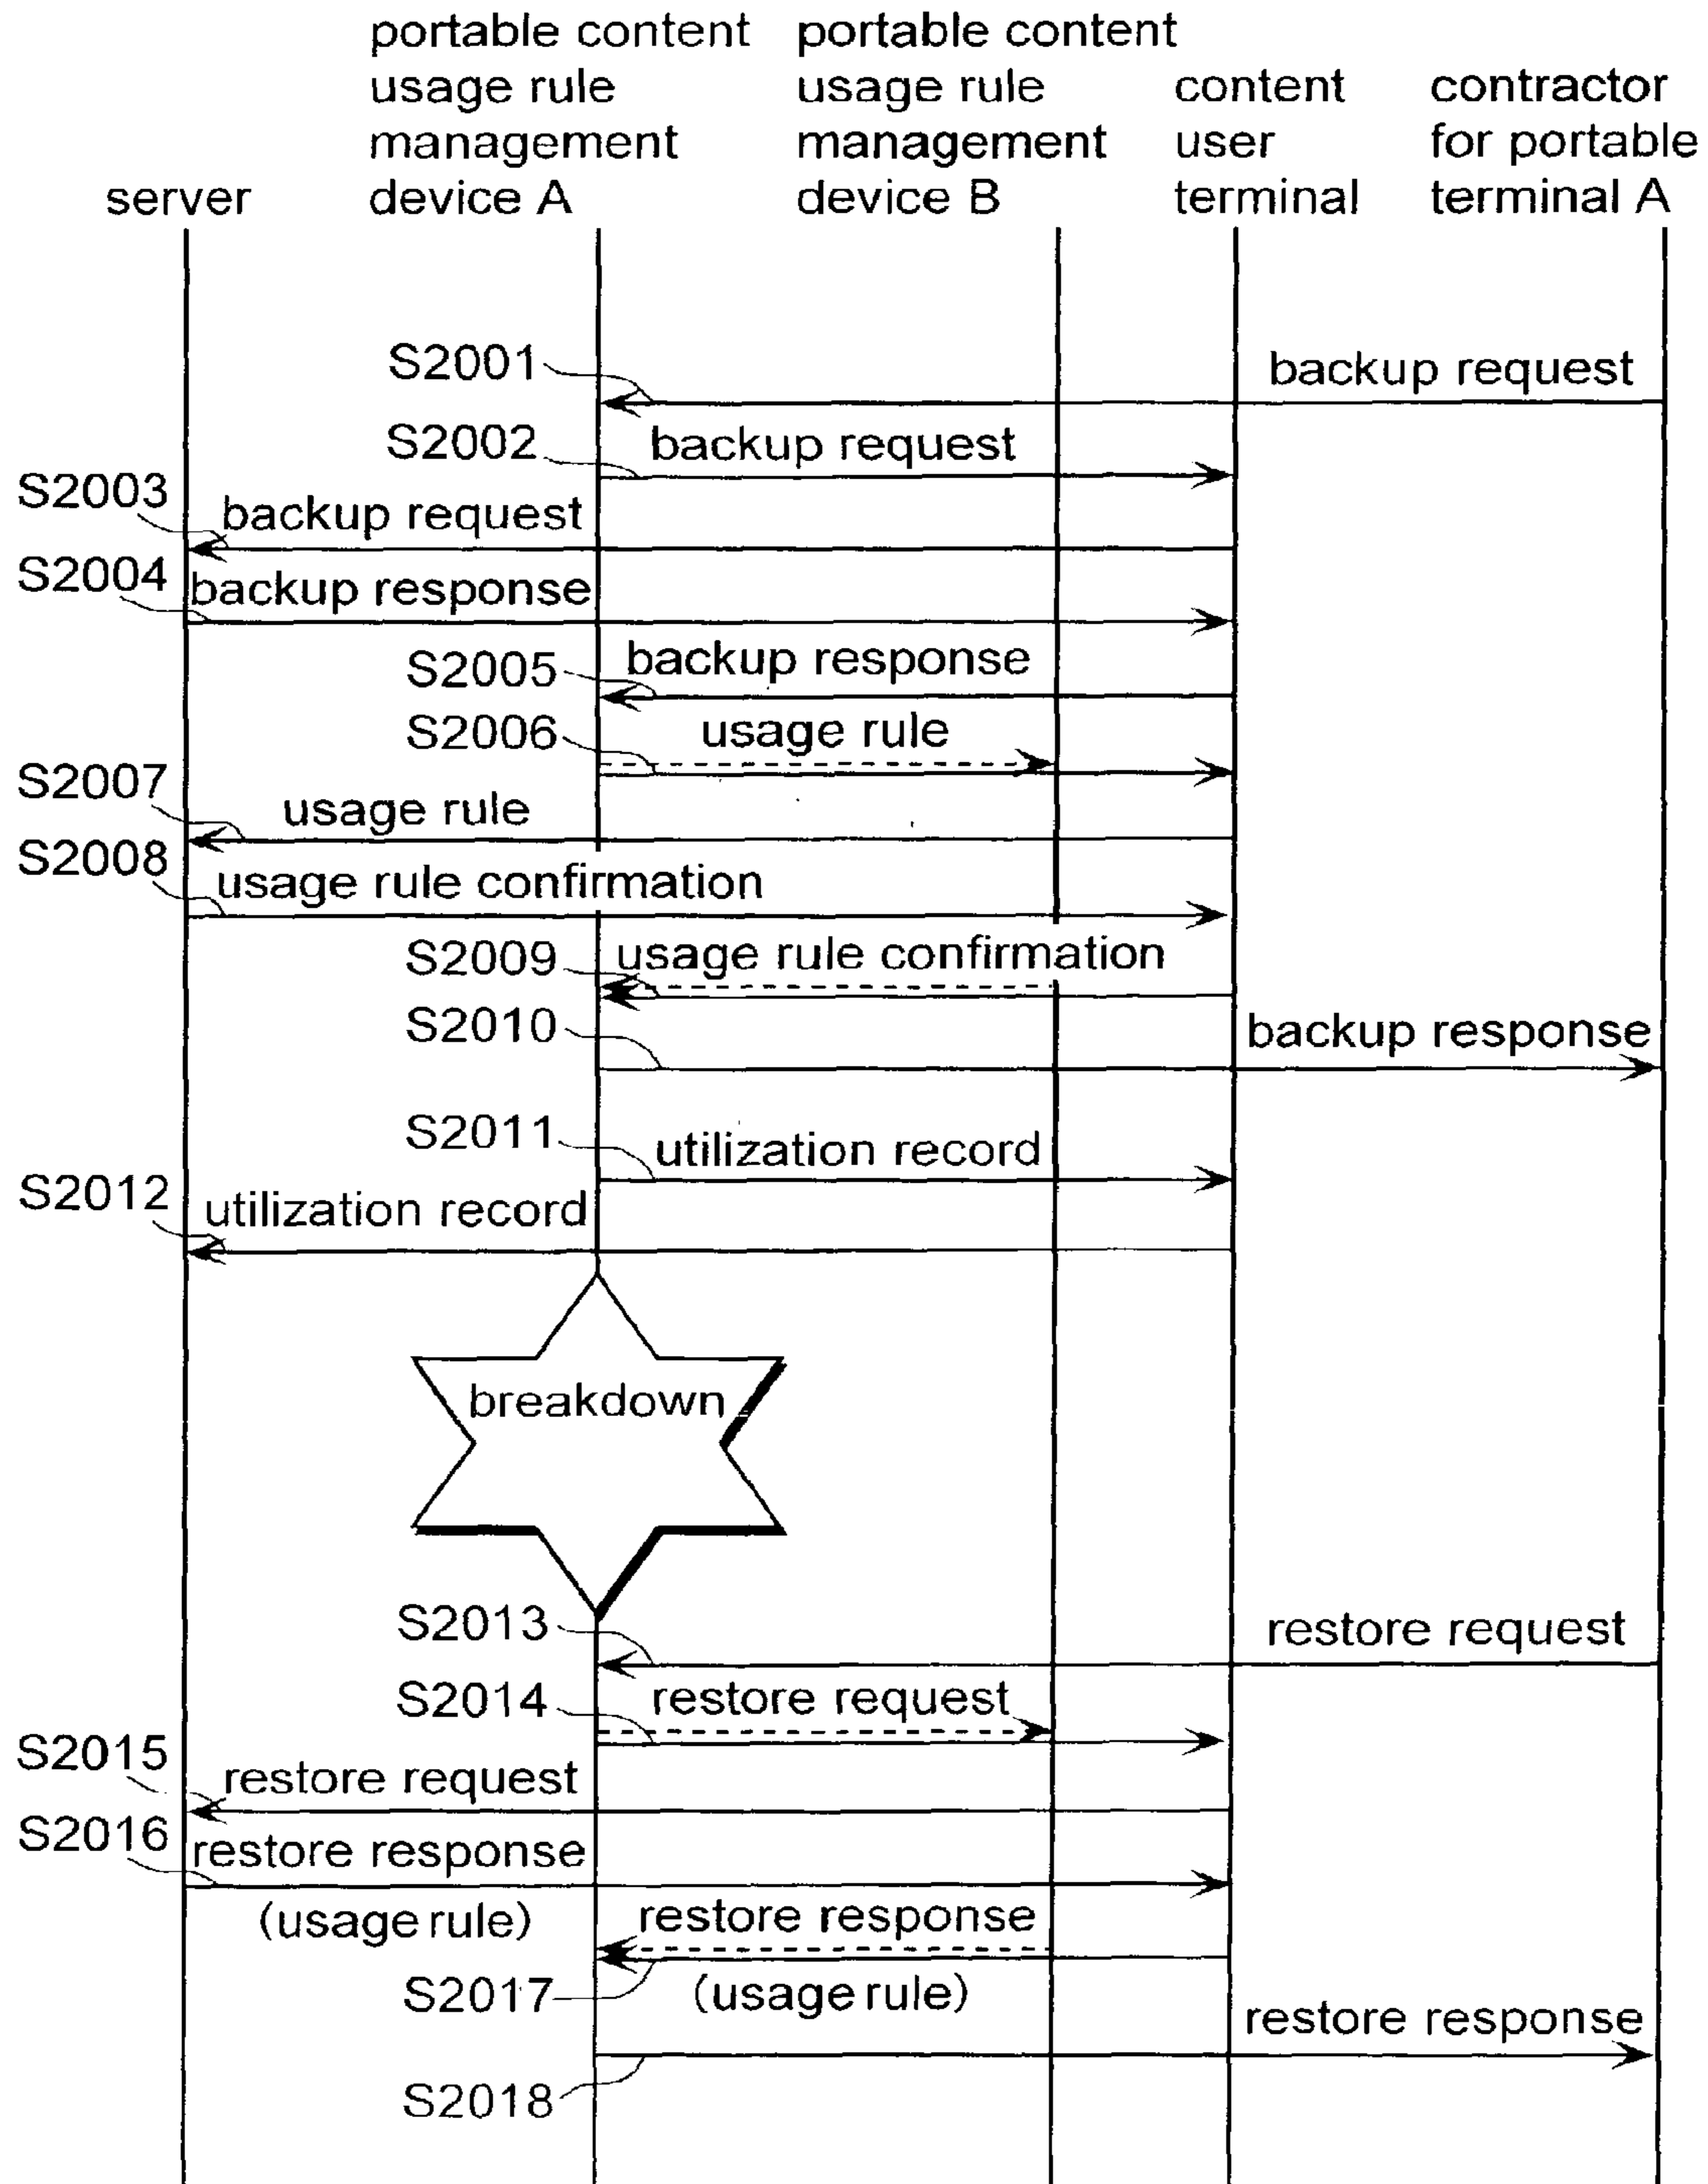 portable content usage rule management device A
portable content usage rule management device B
server
content user terminal
contractor for portable terminal A
S2001
backup request
S2002
backup request
S2003
backup request
S2004
backup response
S2005
backup response
S2006
usage rule
S2007
usage rule
S2008
usage rule confirmation
S2009
usage rule confirmation
S2010
backup response
S2011
utilization record
S2012
utilization record
breakdown
S2013
restore request
S2014
restore request
S2015
restore request
S2016
restore response
(usage rule)
restore response
S2017
(usage rule)
restore response
S2018